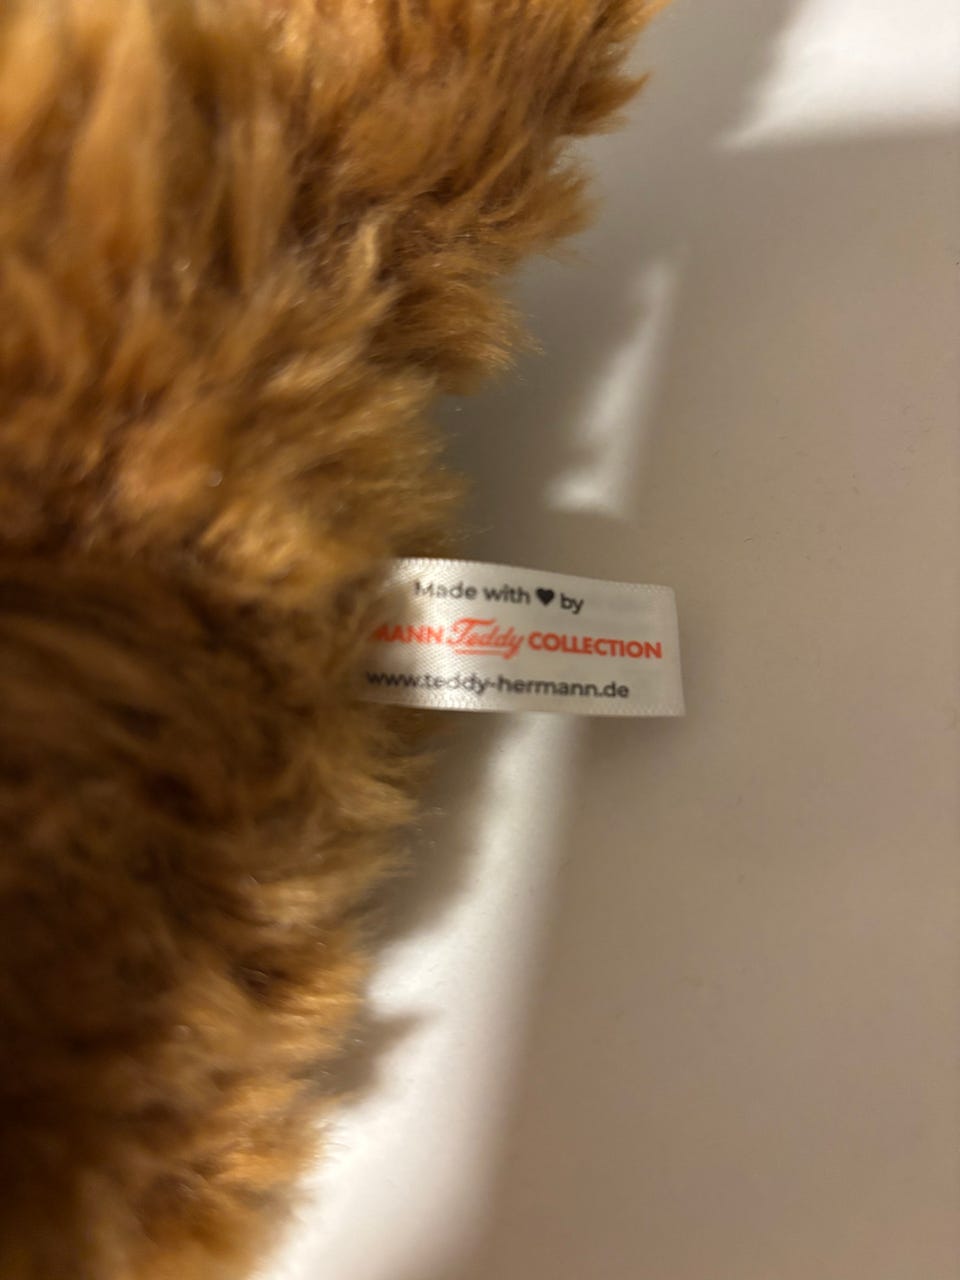 Made with ♥ by
MANN Teddy COLLECTION
www.teddy-hermann.de